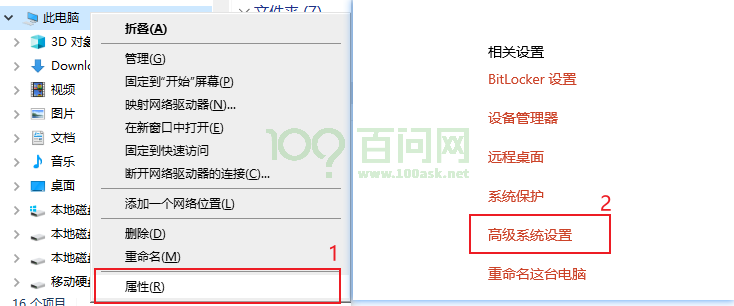 此电脑
3D 对象
Downlo
视频
图片
文档
音乐
桌面
本地磁盘
本地磁盘
本地磁盘
移动硬盘
16 个项目
文件夹 (7)
折叠(A)
管理(G)
固定到"开始"屏幕(P)
映射网络驱动器(N)...
在新窗口中打开(E)
固定到快速访问
断开网络驱动器的连接(C)...
添加一个网络位置(L)
删除(D)
重命名(M)
属性(R)
1
百问网
www.100ask.net
相关设置
BitLocker 设置
设备管理器
远程桌面
系统保护
2
高级系统设置
重命名这台电脑